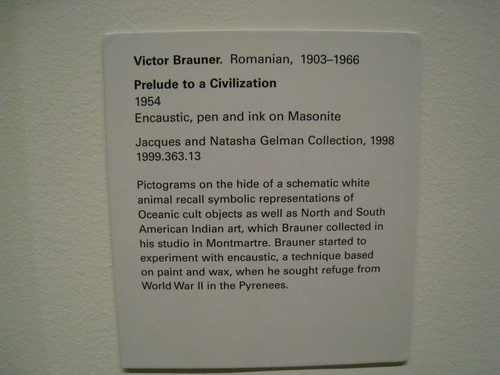 Victor Brauner. Romanian, 1903–1966
Prelude to a Civilization
1954
Encaustic, pen and ink on Masonite
Jacques and Natasha Gelman Collection, 1998
1999.363.13
Pictograms on the hide of a schematic white
animal recall symbolic representations of
Oceanic cult objects as well as North and South
American Indian art, which Brauner collected in
his studio in Montmartre. Brauner started to
experiment with encaustic, a technique based
on paint and wax, when he sought refuge from
World War II in the Pyrenees.